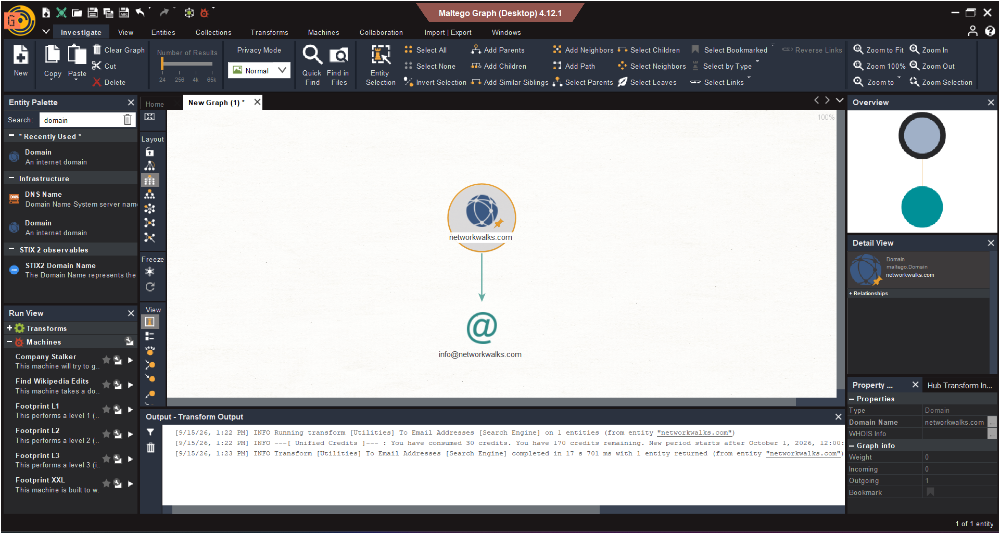 Maltego Graph (Desktop) 4.12.1
Investigate View Entities Collections Transforms Machines Collaboration Import | Export Windows
New
Copy
Paste
Clear Graph
Cut
Delete
Number of Results
24 256 4k 65k
Privacy Mode
Normal
Quick Find
Find in Files
Entity Selection
Select All
Select None
Invert Selection
Add Parents
Add Children
Add Similar Siblings
Add Neighbors
Add Path
Select Parents
Select Children
Select Neighbors
Select Leaves
Select Bookmarked
Select by Type
Select Links
Reverse Links
Zoom to Fit
Zoom 100%
Zoom to
Zoom In
Zoom Out
Zoom Selection
Entity Palette
Search: domain
* Recently Used *
Domain
An internet domain
Infrastructure
DNS Name
Domain Name System server name
Domain
An internet domain
STIX 2 observables
STIX2 Domain Name
The Domain Name represents the
Run View
Transforms
Machines
Company Stalker
This machine will try to g..
Find Wikipedia Edits
This machine takes a do..
Footprint L1
This performs a level 1 (..
Footprint L2
This performs a level 2 (..
Footprint L3
This performs a level 3 (i..
Footprint XXL
This machine is built to w.
Home
New Graph (1) *
Layout
Freeze
View
100%
networkwalks.com
@
info@networkwalks.com
Output - Transform Output
[9/15/26, 1:22 PM] INFO Running transform [Utilities] To Email Addresses [Search Engine] on 1 entities (from entity "networkwalks.com")
[9/15/26, 1:22 PM] INFO ---[ Unified Credits ]--- : You have consumed 30 credits. You have 170 credits remaining. New period starts after October 1, 2026, 12:00:
[9/15/26, 1:23 PM] INFO Transform [Utilities] To Email Addresses [Search Engine] completed in 17 s 701 ms with 1 entity returned (from entity "networkwalks.com")
Overview
Detail View
Domain
maltego.Domain
networkwalks.com
+ Relationships
Property ...
Hub Transform In...
Properties
Type Domain
Domain Name networkwalks.com ...
WHOIS Info ...
Graph info
Weight 0
Incoming 0
Outgoing 1
Bookmark
1 of 1 entity